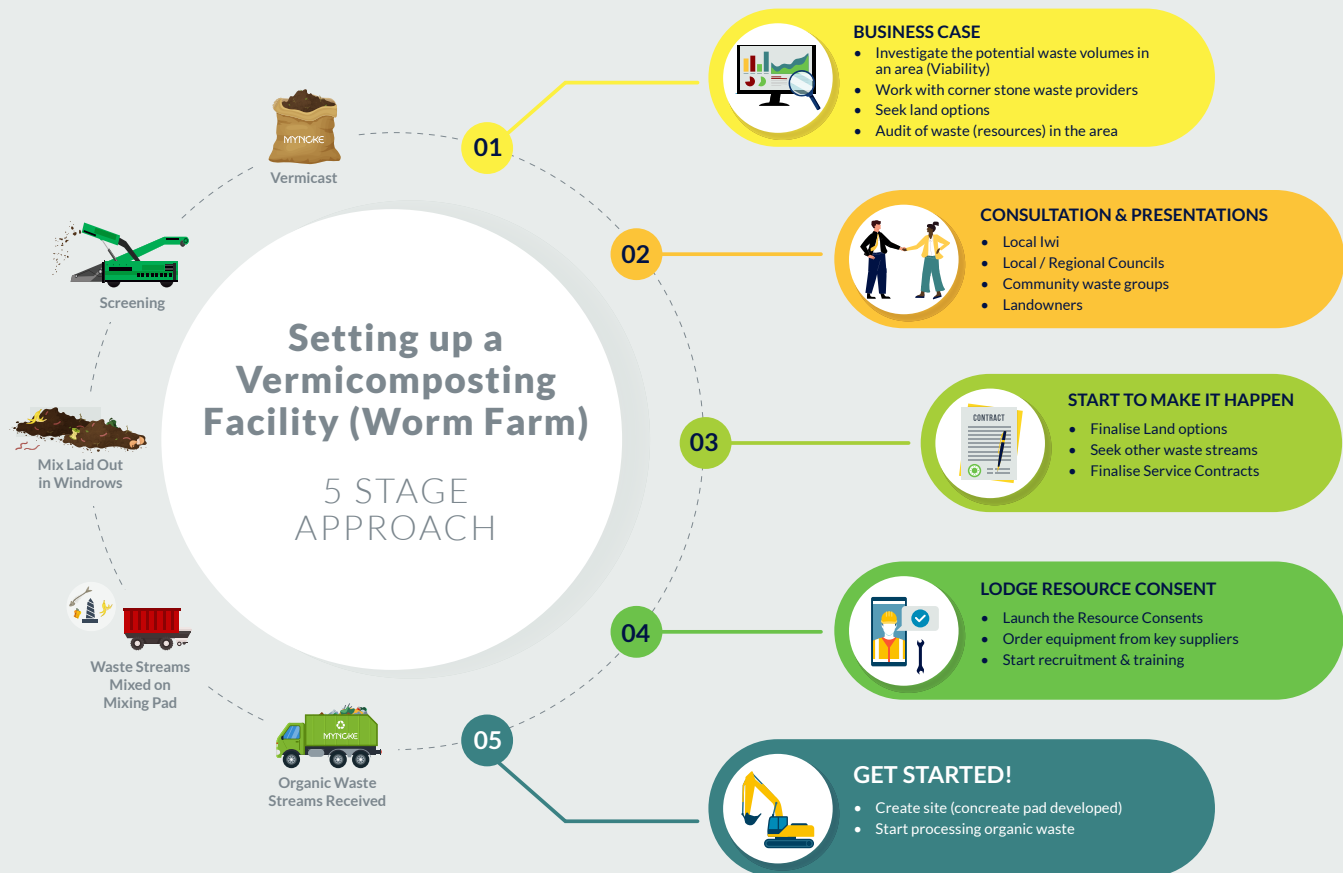 Setting up a
Vermicomposting
Facility (Worm Farm)
5 STAGE
APPROACH
01
BUSINESS CASE
• Investigate the potential waste volumes in
an area (Viability)
• Work with corner stone waste providers
• Seek land options
• Audit of waste (resources) in the area
02
CONSULTATION & PRESENTATIONS
• Local Iwi
• Local / Regional Councils
• Community waste groups
• Landowners
03
CONTRACT
START TO MAKE IT HAPPEN
• Finalise Land options
• Seek other waste streams
• Finalise Service Contracts
04
LODGE RESOURCE CONSENT
• Launch the Resource Consents
• Order equipment from key suppliers
• Start recruitment & training
05
GET STARTED!
• Create site (concreate pad developed)
• Start processing organic waste
MYNOKE
Organic Waste
Streams Received
Waste Streams
Mixed on
Mixing Pad
Mix Laid Out
in Windrows
Screening
MYNOKE
Vermicast